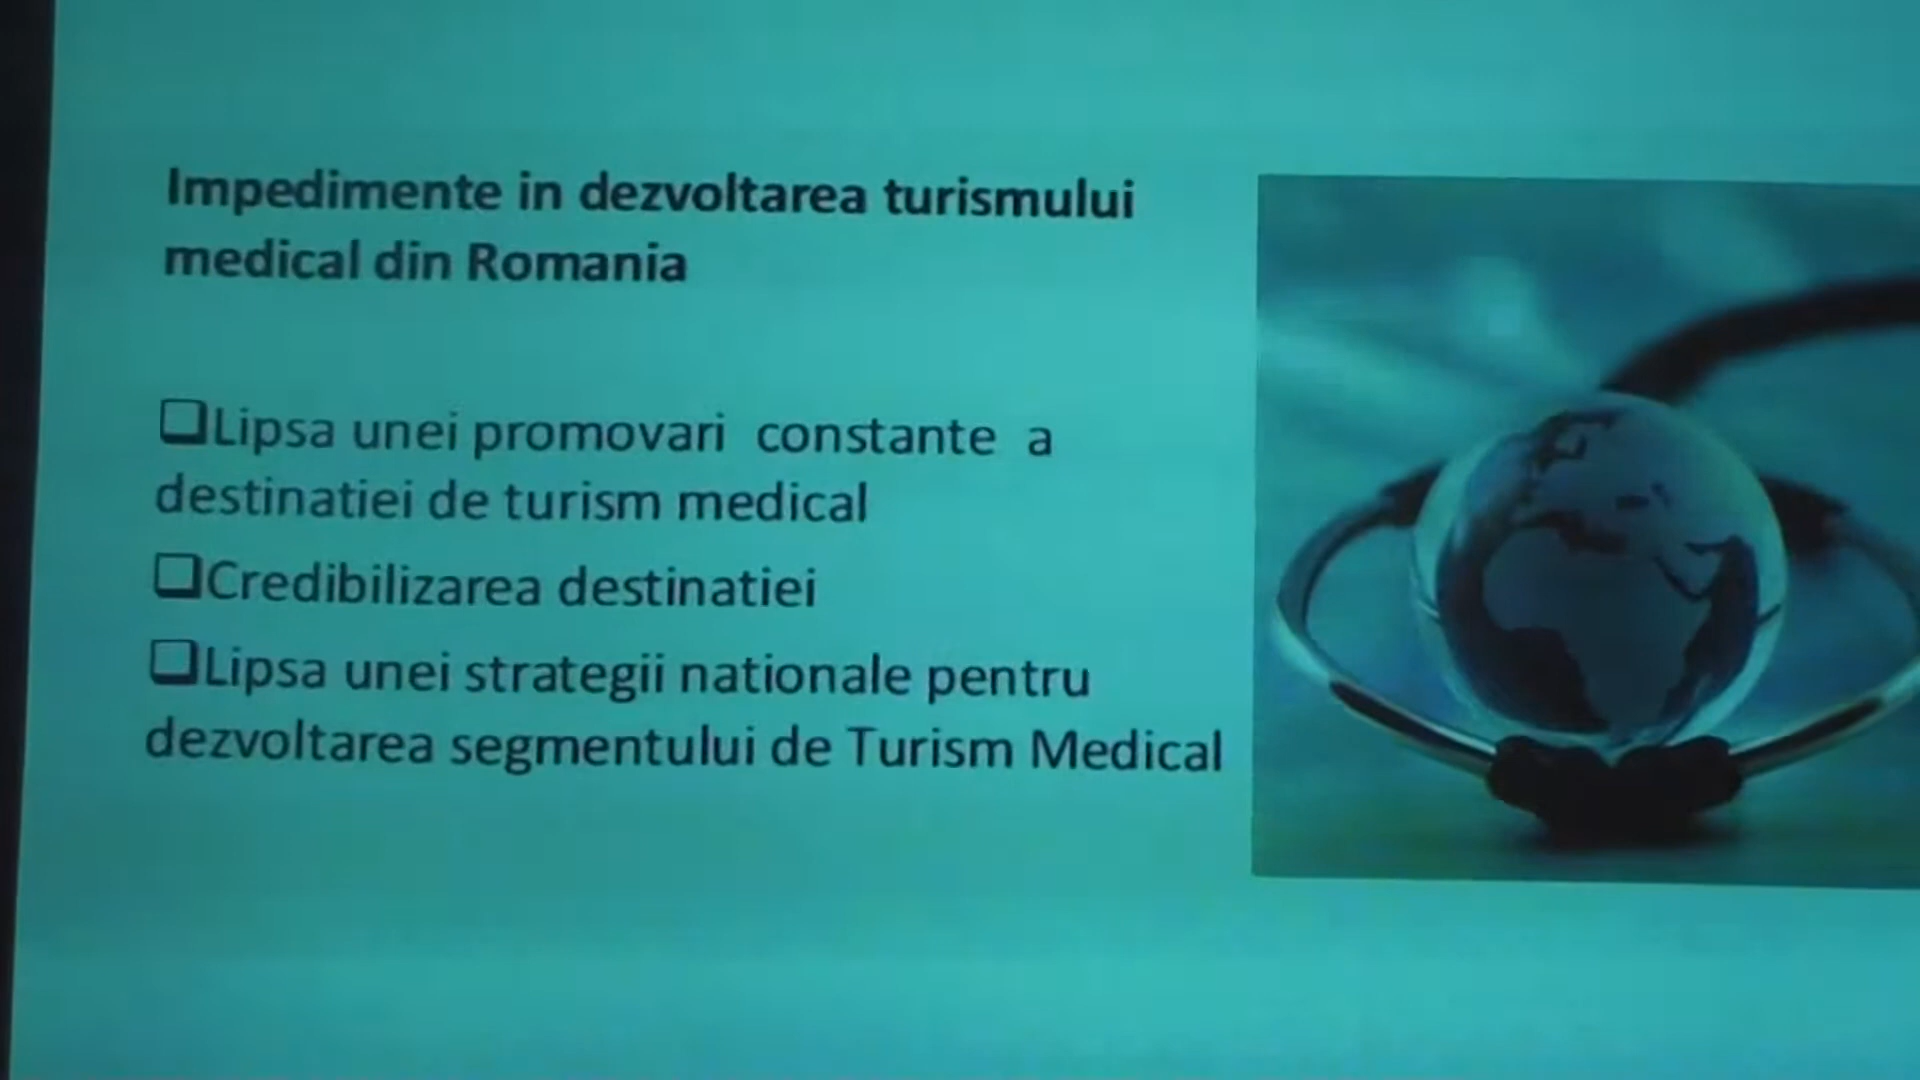 Impedimente in dezvoltarea turismului
medical din Romania
❑Lipsa unei promovari constante a
destinatiei de turism medical
❑Credibilizarea destinatiei
❑Lipsa unei strategii nationale pentru
dezvoltarea segmentului de Turism Medical